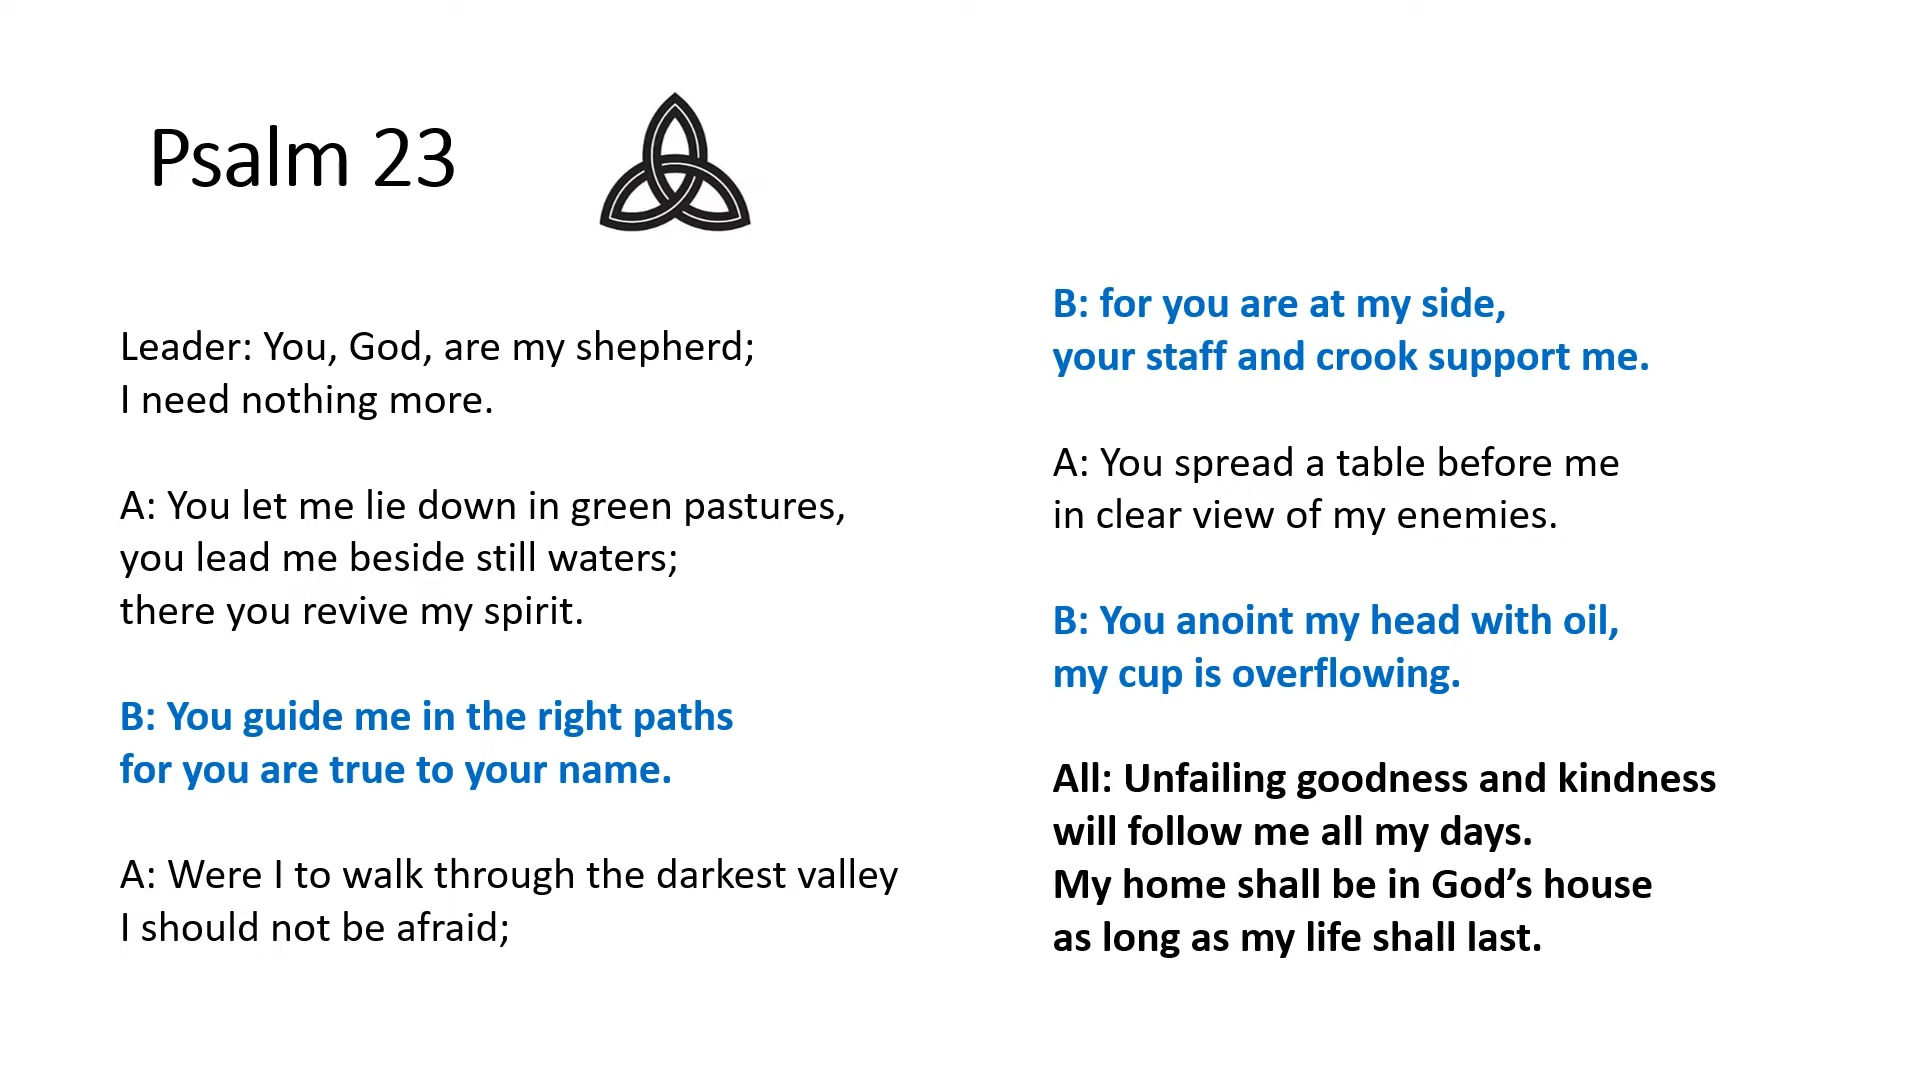 Psalm 23
Leader: You, God, are my shepherd;
I need nothing more.
A: You let me lie down in green pastures,
you lead me beside still waters;
there you revive my spirit.
B: You guide me in the right paths
for you are true to your name.
A: Were I to walk through the darkest valley
I should not be afraid;
B: for you are at my side,
your staff and crook support me.
A: You spread a table before me
in clear view of my enemies.
B: You anoint my head with oil,
my cup is overflowing.
All: Unfailing goodness and kindness
will follow me all my days.
My home shall be in God’s house
as long as my life shall last.